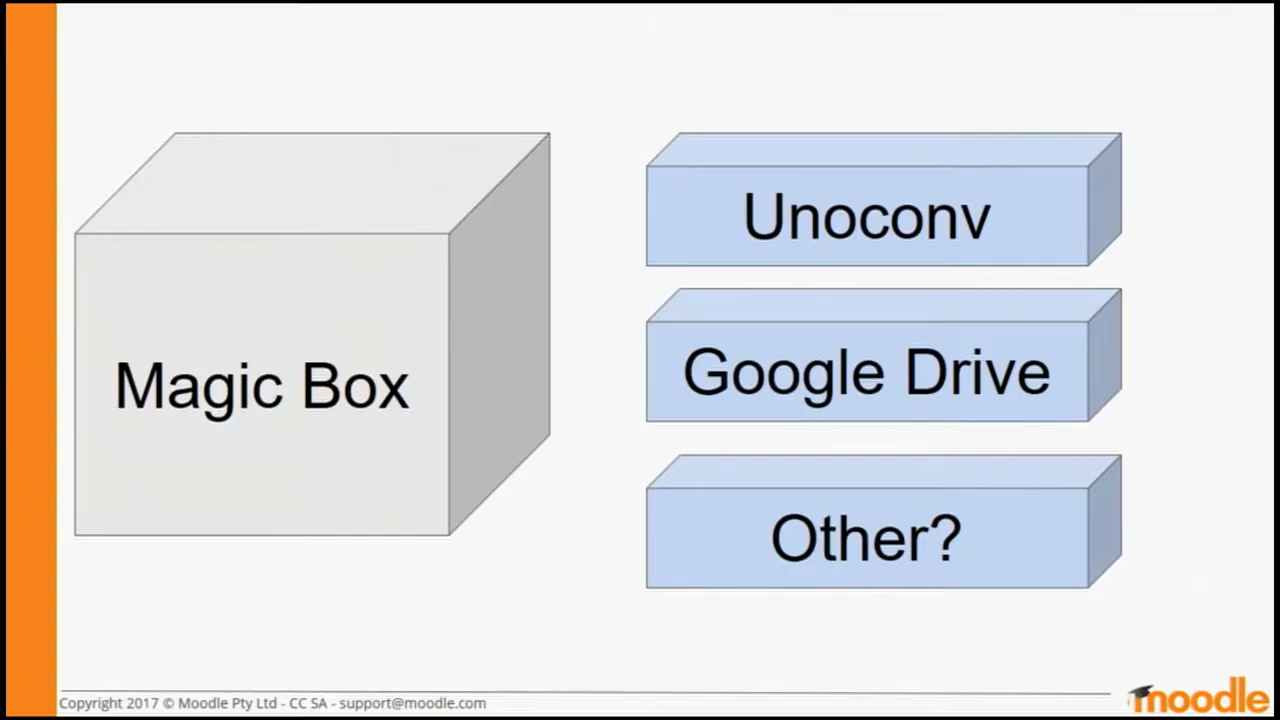 Magic Box
Unoconv
Google Drive
Other?
Copyright 2017 © Moodle Pty Ltd - CC SA - support@moodle.com
moodle